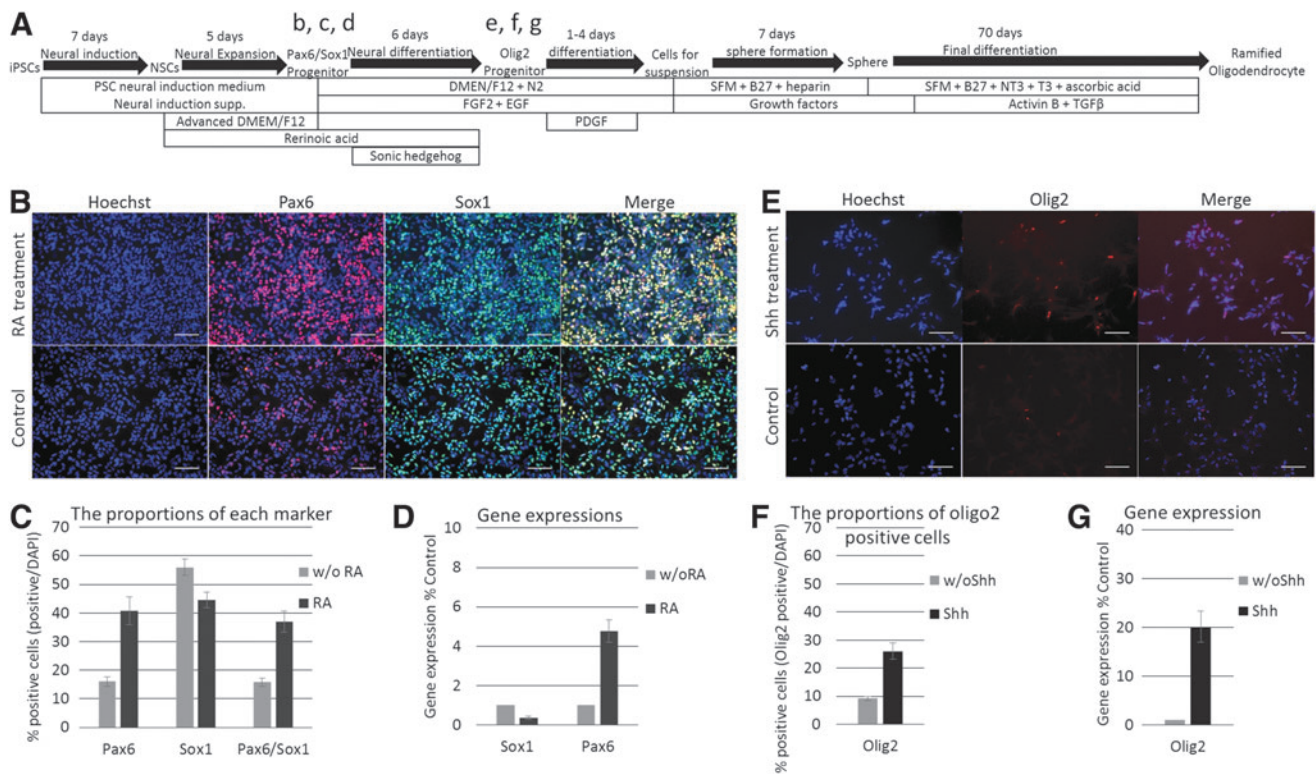 A
b, c, d
e, f, g
7 days
5 days
6 days
1-4 days
7 days
70 days
Neural induction
Neural Expansion
Pax6/Sox1
Neural differentiation
Olig2
differentiation
Cells for
sphere formation
Final differentiation
Ramified
iPSCs
NSCs
Progenitor
Progenitor
suspension
Sphere
Oligodendrocyte
PSC neural induction medium
DMEN/F12 + N2
SFM + B27 + heparin
SFM + B27 + NT3 + T3 + ascorbic acid
Neural induction supp.
FGF2 + EGF
Growth factors
Activin B + TGFβ
Advanced DMEM/F12
PDGF
Rerinoic acid
Sonic hedgehog
B
Hoechst
Pax6
Sox1
Merge
RA treatment
Control
E
Hoechst
Olig2
Merge
Shh treatment
Control
C
The proportions of each marker
% positive cells (positive/DAPI)
70
60
50
40
30
20
10
0
w/o RA
RA
Pax6
Sox1
Pax6/Sox1
D
Gene expressions
Gene expression % Control
10
8
6
4
2
0
w/oRA
RA
Sox1
Pax6
F
The proportions of oligo2
positive cells
% positive cells (Olig2 positive/DAPI)
70
60
50
40
30
20
10
0
w/oShh
Shh
Olig2
G
Gene expression
Gene expression % Control
40
30
20
10
0
w/oShh
Shh
Olig2